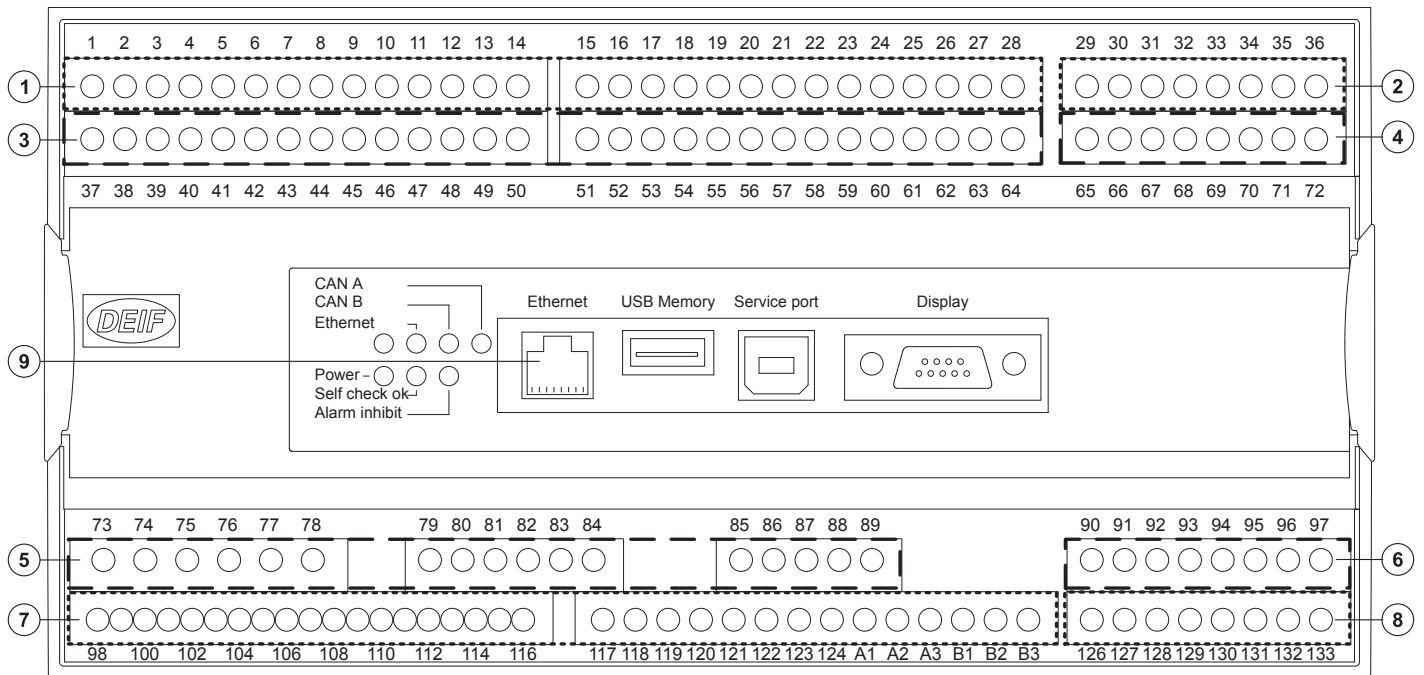 1 2 3 4 5 6 7 8 9 10 11 12 13 14 15 16 17 18 19 20 21 22 23 24 25 26 27 28 29 30 31 32 33 34 35 36
1 2
3 4
37 38 39 40 41 42 43 44 45 46 47 48 49 50 51 52 53 54 55 56 57 58 59 60 61 62 63 64 65 66 67 68 69 70 71 72
CAN A
CAN B
Ethernet
Ethernet USB Memory Service port Display
DEIF
9
Power
Self check ok
Alarm inhibit
73 74 75 76 77 78 79 80 81 82 83 84 85 86 87 88 89 90 91 92 93 94 95 96 97
5 6
7 8
98 100 102 104 106 108 110 112 114 116 117 118 119 120 121 122 123 124 A1 A2 A3 B1 B2 B3 126 127 128 129 130 131 132 133